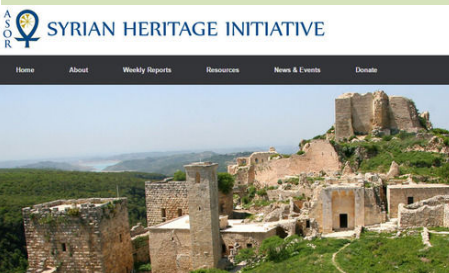 ASOR
SYRIAN HERITAGE INITIATIVE
Home About Weekly Reports Resources News & Events Donate